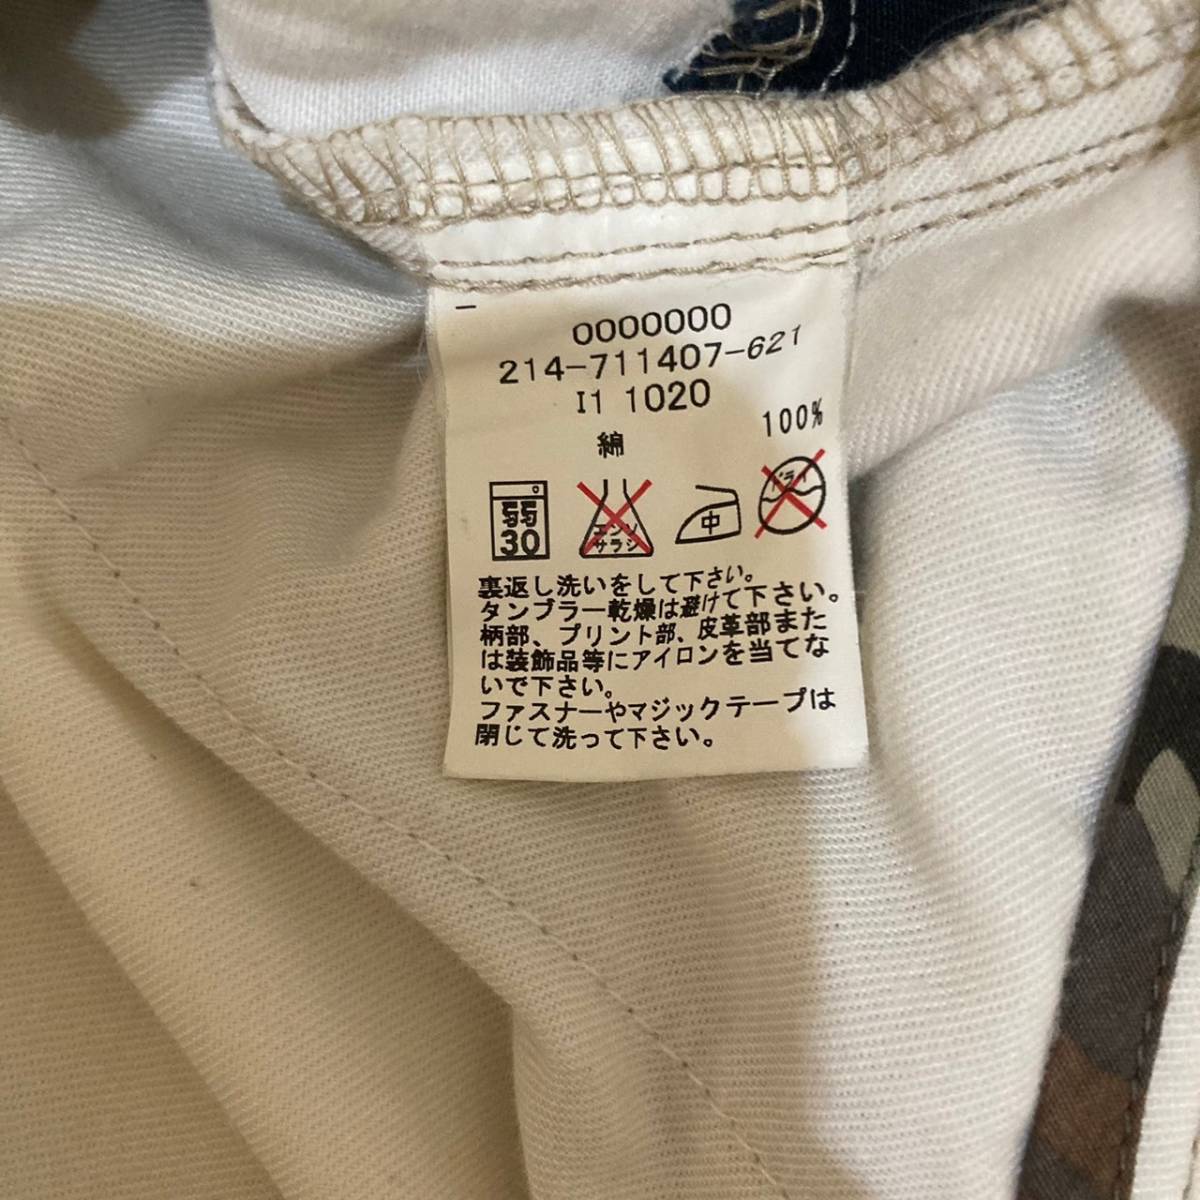 0000000
214-711407-621
I1 1020
綿 100%
弱
30
エンソ
サラシ
中
ドライ
裏返し洗いをして下さい。
タンブラー乾燥は避けて下さい。
柄部、プリント部、皮革部また
は装飾品等にアイロンを当てな
いで下さい。
ファスナーやマジックテープは
閉じて洗って下さい。